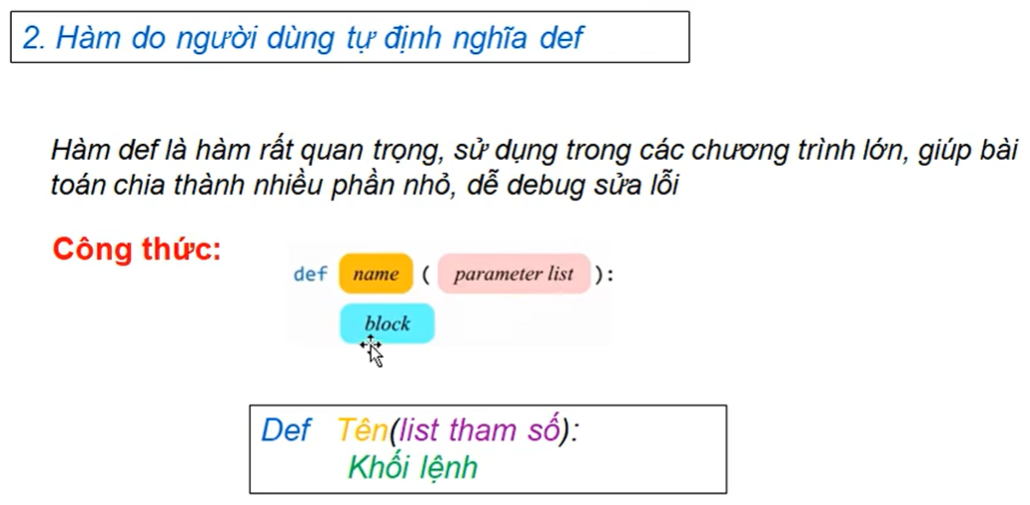 2. Hàm do người dùng tự định nghĩa def
Hàm def là hàm rất quan trọng, sử dụng trong các chương trình lớn, giúp bài
toán chia thành nhiều phần nhỏ, dễ debug sửa lỗi
Công thức:
def name ( parameter list ):
block
Def Tên(list tham số):
Khối lệnh